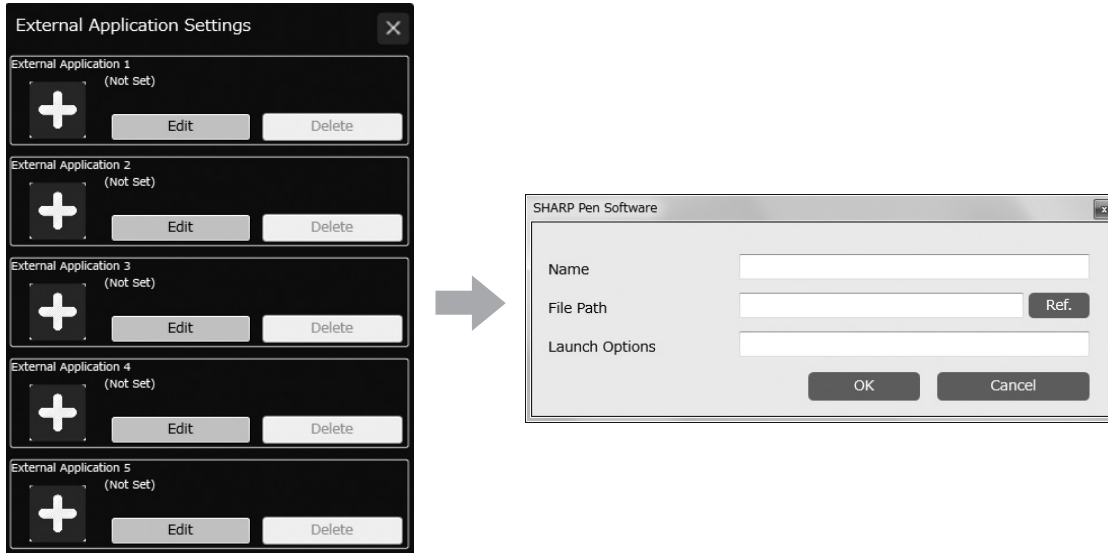 External Application Settings
External Application 1
(Not Set)
Edit Delete
External Application 2
(Not Set)
Edit Delete
External Application 3
(Not Set)
Edit Delete
External Application 4
(Not Set)
Edit Delete
External Application 5
(Not Set)
Edit Delete
SHARP Pen Software
Name
File Path Ref.
Launch Options
OK Cancel